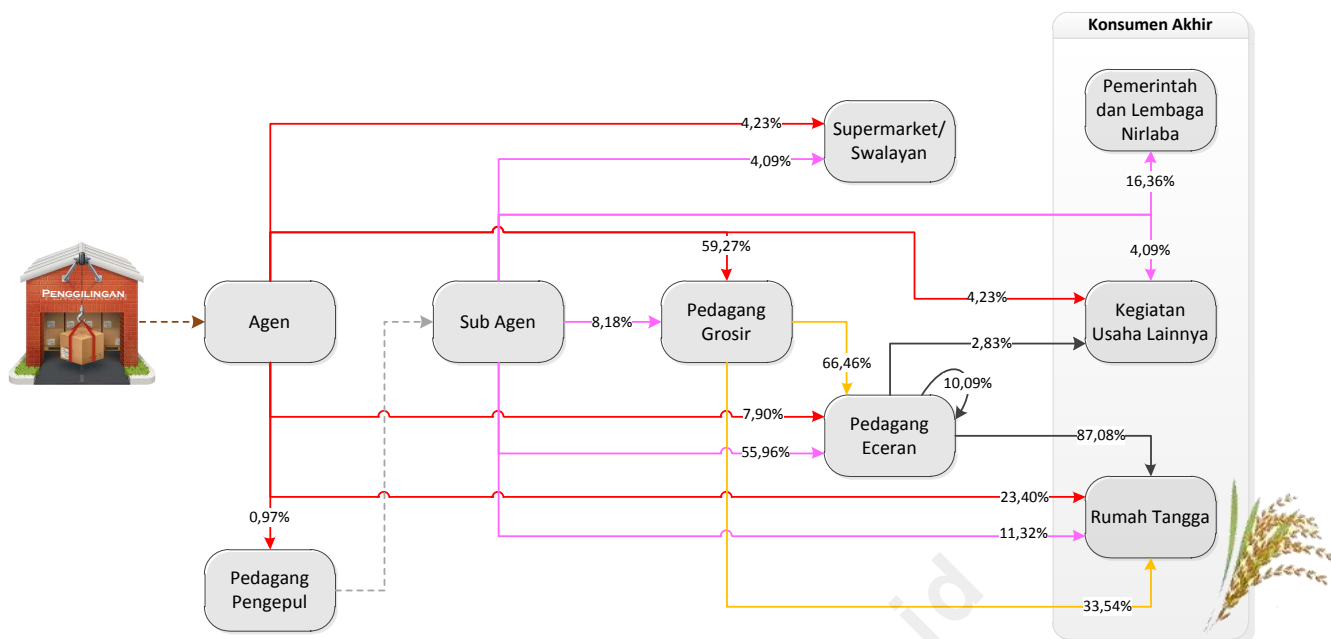 Konsumen Akhir
Pemerintah
dan Lembaga
Nirlaba
4,23%
Supermarket/
Swalayan
4,09%
16,36%
59,27%
4,09%
PENGGILINGAN
Agen
Sub Agen
8,18%
Pedagang
Grosir
4,23%
Kegiatan
Usaha Lainnya
2,83%
66,46%
10,09%
7,90%
Pedagang
Eceran
87,08%
55,96%
23,40%
0,97%
Rumah Tangga
11,32%
Pedagang
Pengepul
33,54%
id